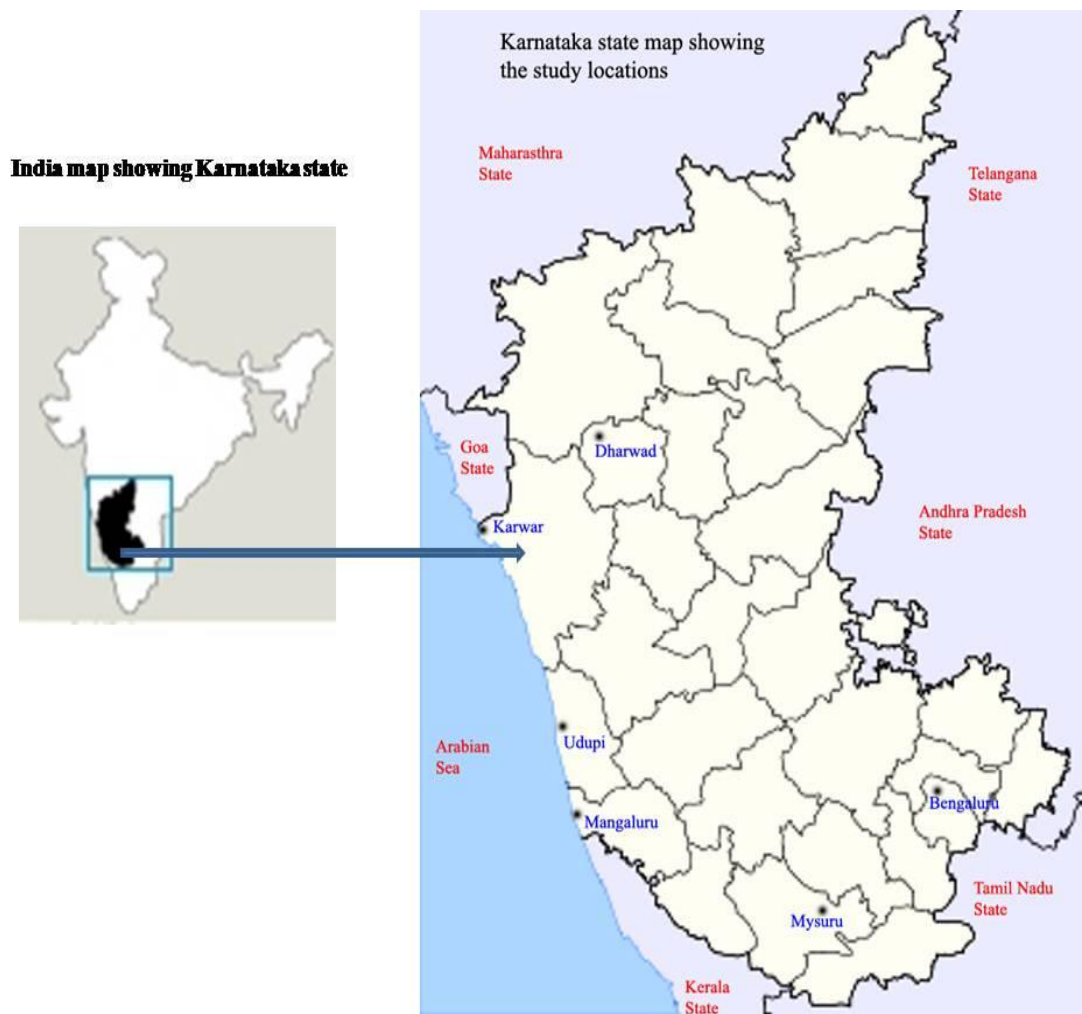 India map showing Karnataka state
Karnataka state map showing
the study locations
Maharasthra
State
Telangana
State
Goa
State
Dharwad
Karwar
Andhra Pradesh
State
Udupi
Arabian
Sea
Mangaluru
Bengaluru
Mysuru
Tamil Nadu
State
Kerala
State